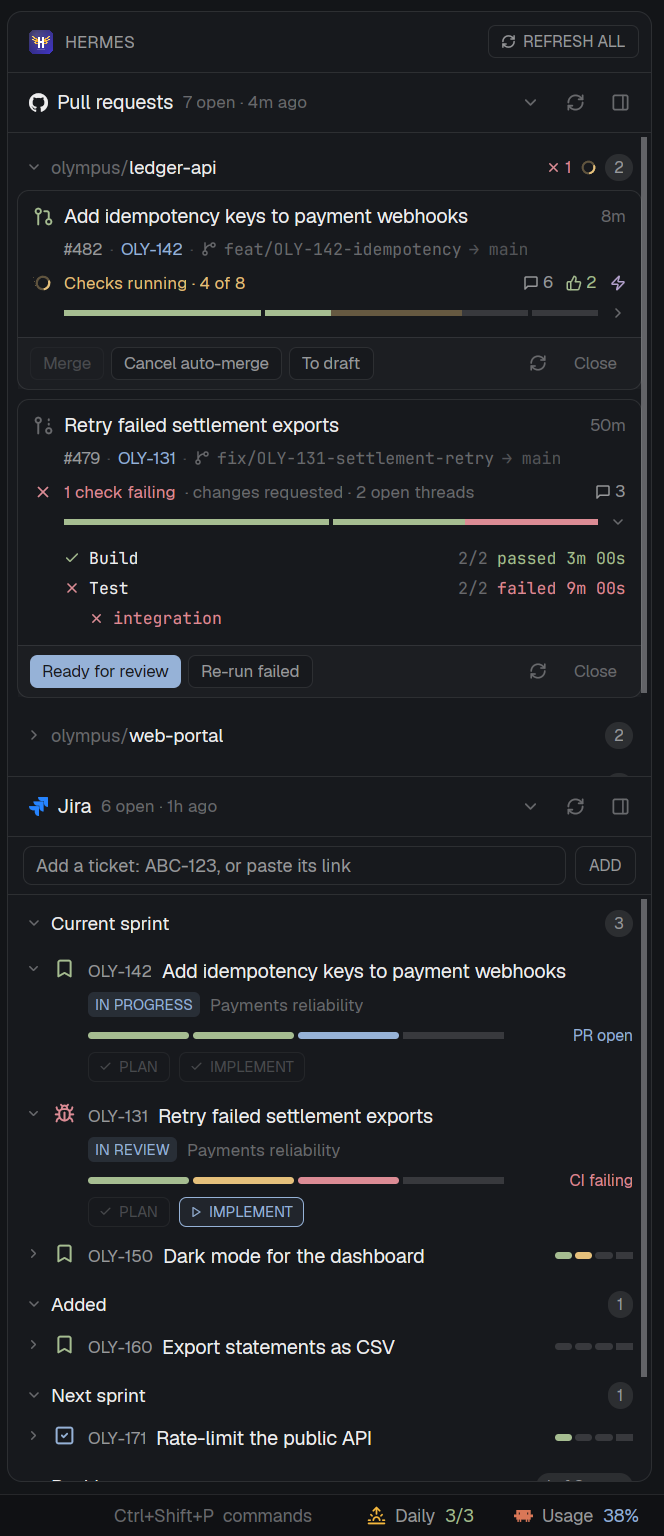 HERMES REFRESH ALL
Pull requests 7 open · 4m ago
olympus/ledger-api 1 2
Add idempotency keys to payment webhooks 8m
#482 · OLY-142 · feat/OLY-142-idempotency → main
Checks running · 4 of 8 6 2
Merge Cancel auto-merge To draft Close
Retry failed settlement exports 50m
#479 · OLY-131 · fix/OLY-131-settlement-retry → main
1 check failing · changes requested · 2 open threads 3
Build 2/2 passed 3m 00s
Test 2/2 failed 9m 00s
integration
Ready for review Re-run failed Close
olympus/web-portal 2
Jira 6 open · 1h ago
Add a ticket: ABC-123, or paste its link ADD
Current sprint 3
OLY-142 Add idempotency keys to payment webhooks
IN PROGRESS Payments reliability
PR open
PLAN IMPLEMENT
OLY-131 Retry failed settlement exports
IN REVIEW Payments reliability
CI failing
PLAN IMPLEMENT
OLY-150 Dark mode for the dashboard
Added 1
OLY-160 Export statements as CSV
Next sprint 1
OLY-171 Rate-limit the public API
Ctrl+Shift+P commands Daily 3/3 Usage 38%